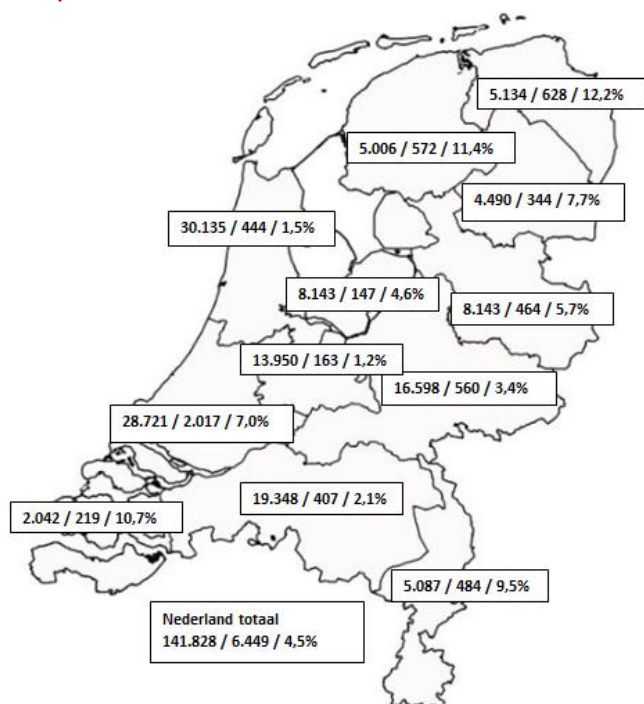 5.134 / 628 / 12,2%
5.006 / 572 / 11,4%
4.490 / 344 / 7,7%
30.135 / 444 / 1,5%
8.143 / 147 / 4,6%
8.143 / 464 / 5,7%
13.950 / 163 / 1,2%
16.598 / 560 / 3,4%
28.721 / 2.017 / 7,0%
19.348 / 407 / 2,1%
2.042 / 219 / 10,7%
5.087 / 484 / 9,5%
Nederland totaal
141.828 / 6.449 / 4,5%